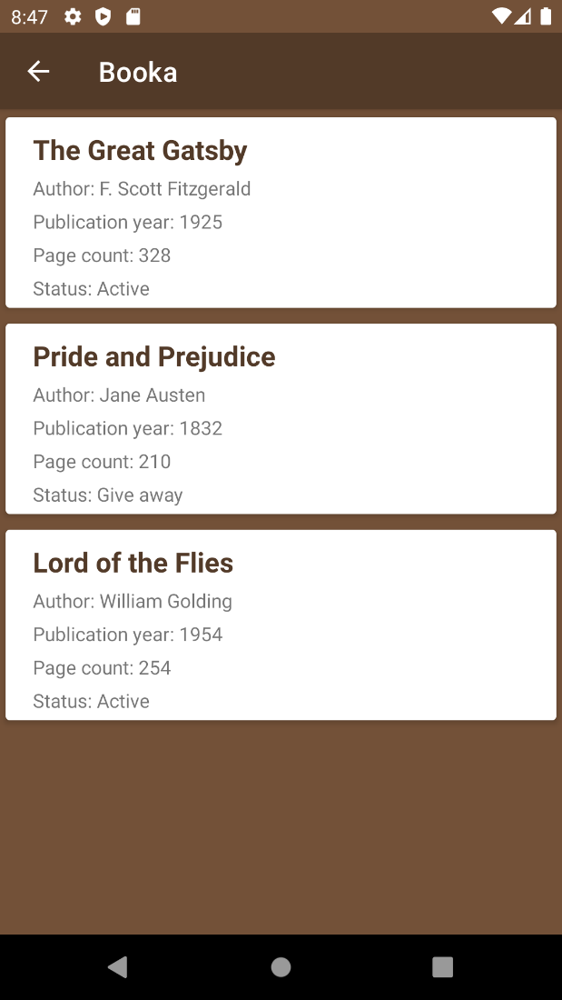 8:47
Booka
The Great Gatsby
Author: F. Scott Fitzgerald
Publication year: 1925
Page count: 328
Status: Active
Pride and Prejudice
Author: Jane Austen
Publication year: 1832
Page count: 210
Status: Give away
Lord of the Flies
Author: William Golding
Publication year: 1954
Page count: 254
Status: Active